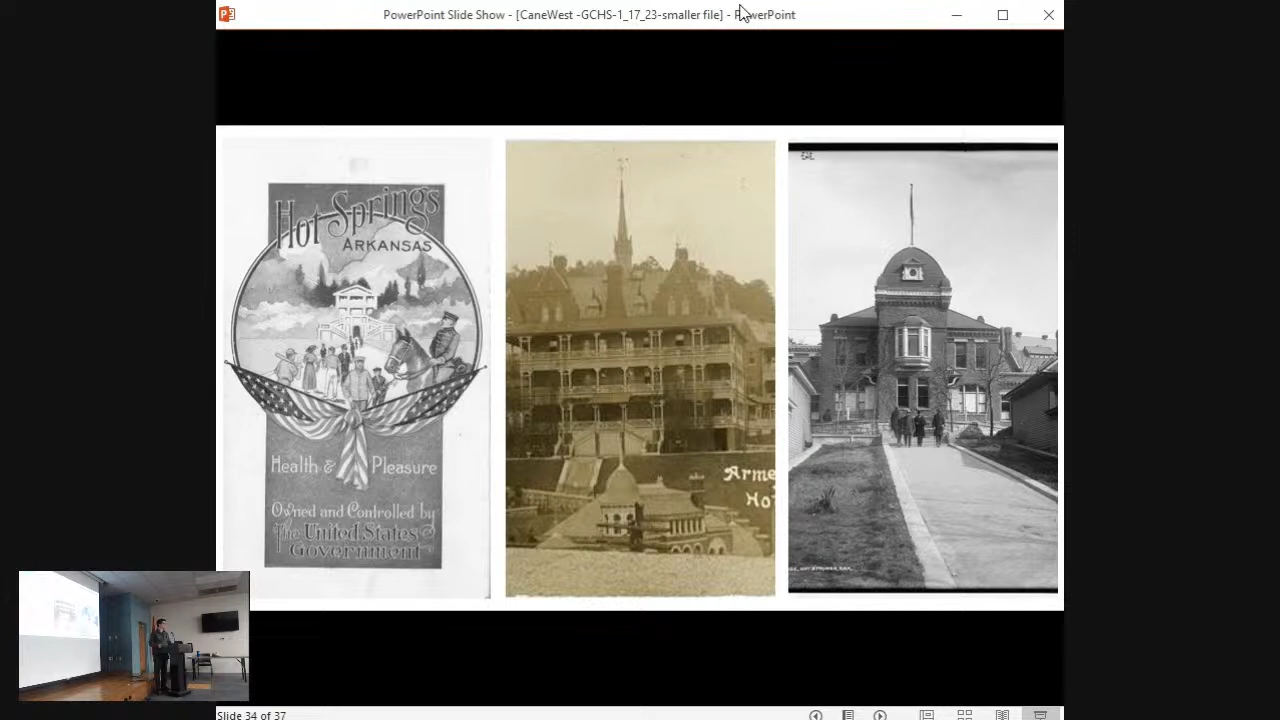 PowerPoint Slide Show - [CaneWest -GCHS-1_17_23-smaller file] - PowerPoint
Hot Springs
ARKANSAS
Health & Pleasure
Owned and Controlled by
The United States
Government
Arme
Ho
Slide 34 of 37